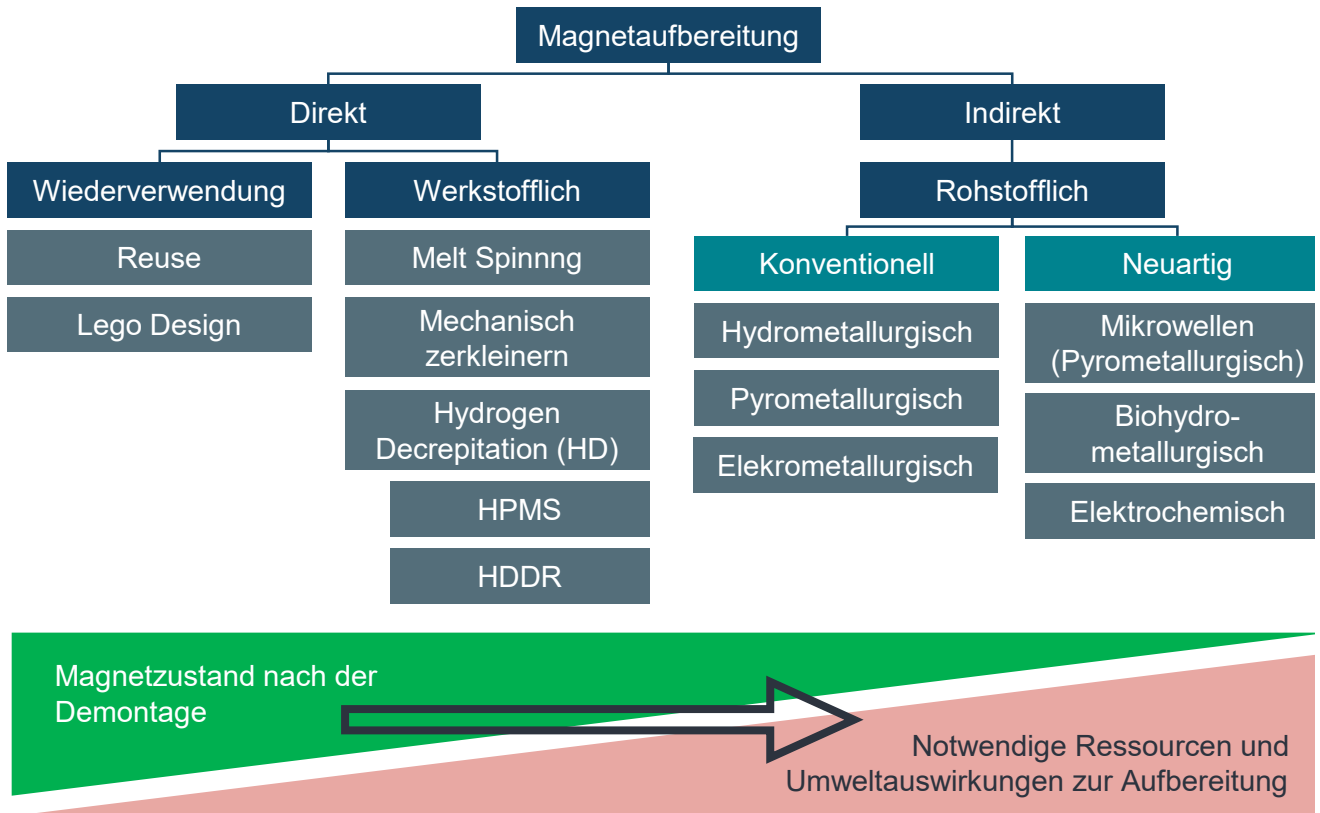 Magnetaufbereitung
Direkt
Indirekt
Wiederverwendung
Werkstofflich
Rohstofflich
Reuse
Lego Design
Melt Spinnng
Mechanisch
zerkleinern
Hydrogen
Decrepitation (HD)
HPMS
HDDR
Konventionell
Hydrometallurgisch
Pyrometallurgisch
Elekrometallurgisch
Neuartig
Mikrowellen
(Pyrometallurgisch)
Biohydro-
metallurgisch
Elektrochemisch
Magnetzustand nach der
Demontage
Notwendige Ressourcen und
Umweltauswirkungen zur Aufbereitung